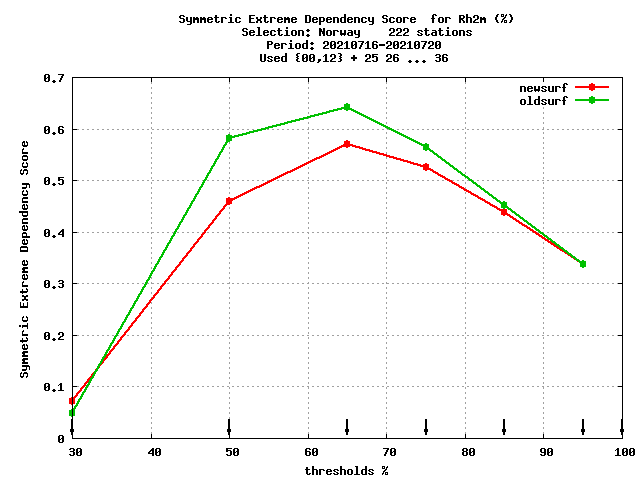 Symmetric Extreme Dependency Score for Rh2m (%)
Selection: Norway 222 stations
Period: 20210716-20210720
Used {00,12} + 25 26 ... 36
newsurf
oldsurf
Symmetric Extreme Dependency Score
0.7
0.6
0.5
0.4
0.3
0.2
0.1
0
30 40 50 60 70 80 90 100
thresholds %